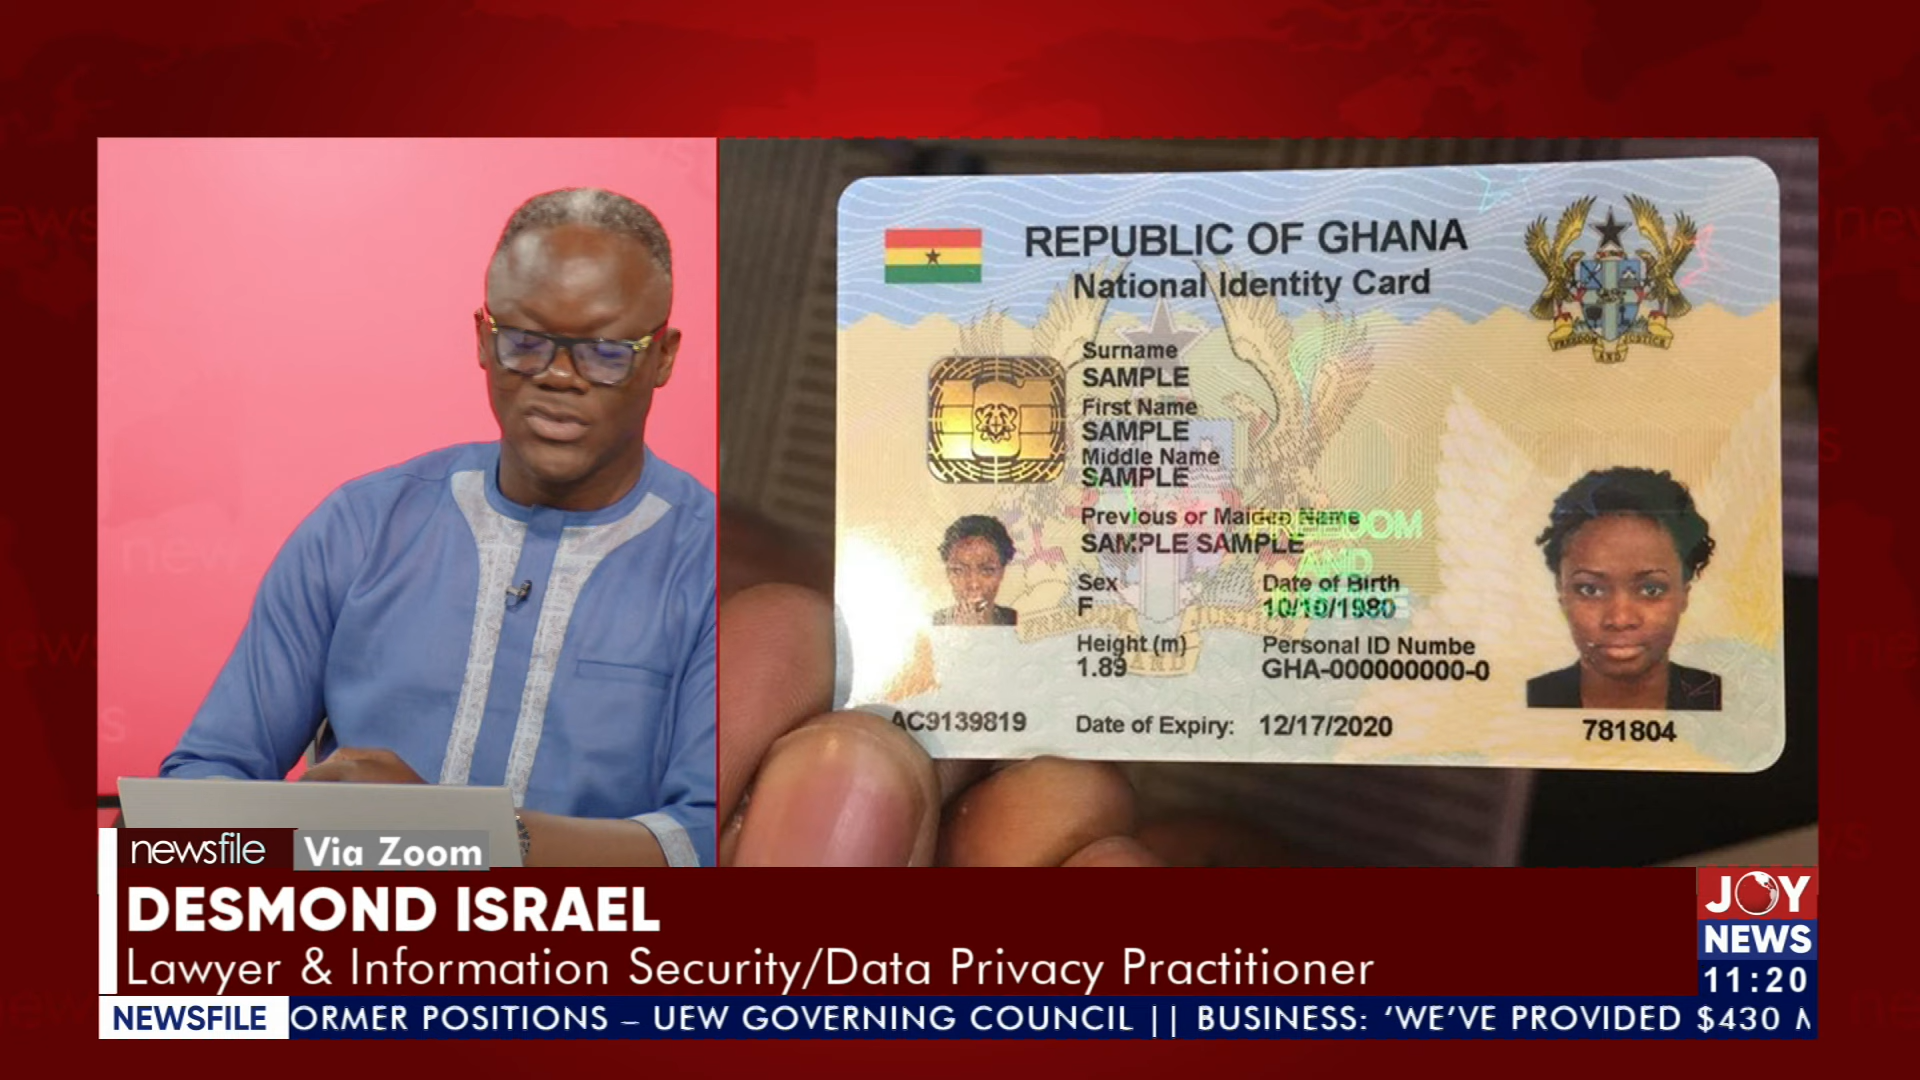 REPUBLIC OF GHANA
National Identity Card
Surname
SAMPLE
First Name
SAMPLE
Middle Name
SAMPLE
Previous or Maiden Name
SAMPLE SAMPLE
FREEDOM
AND
Sex
F
Date of Birth
10/10/1980
Height (m)
1.89
Personal ID Numbe
GHA-000000000-0
AC9139819
Date of Expiry: 12/17/2020
781804
FREEDOM
AND
JUSTICE
newsfile
Via Zoom
DESMOND ISRAEL
Lawyer & Information Security/Data Privacy Practitioner
JOY
NEWS
11:20
NEWSFILE
ORMER POSITIONS – UEW GOVERNING COUNCIL || BUSINESS: ‘WE’VE PROVIDED $430